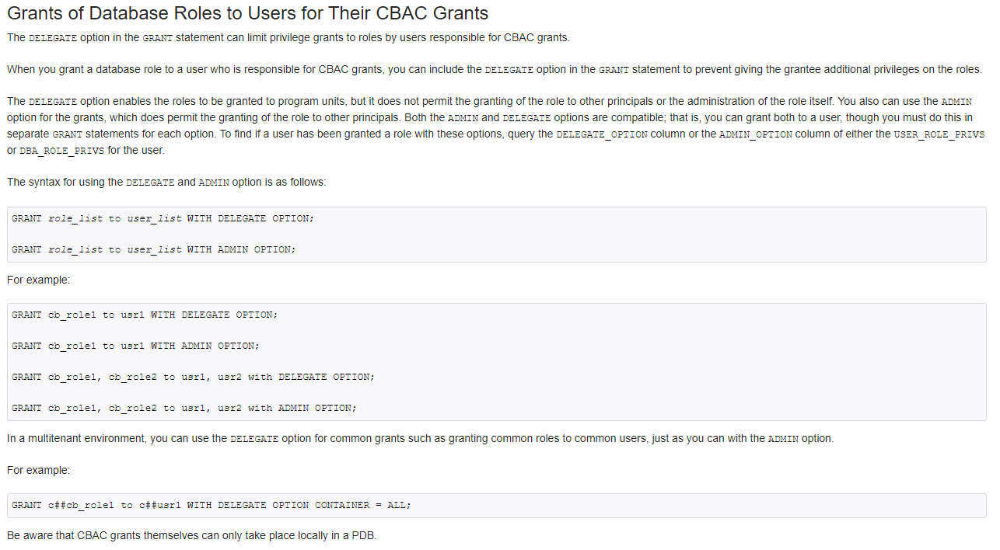 Grants of Database Roles to Users for Their CBAC Grants
The DELEGATE option in the GRANT statement can limit privilege grants to roles by users responsible for CBAC grants.
When you grant a database role to a user who is responsible for CBAC grants, you can include the DELEGATE option in the GRANT statement to prevent giving the grantee additional privileges on the roles.
The DELEGATE option enables the roles to be granted to program units, but it does not permit the granting of the role to other principals or the administration of the role itself. You also can use the ADMIN
option for the grants, which does permit the granting of the role to other principals. Both the ADMIN and DELEGATE options are compatible; that is, you can grant both to a user, though you must do this in
separate GRANT statements for each option. To find if a user has been granted a role with these options, query the DELEGATE_OPTION column or the ADMIN_OPTION column of either the USER_ROLE_PRIVS
or DBA_ROLE_PRIVS for the user.
The syntax for using the DELEGATE and ADMIN option is as follows:
GRANT role_list to user_list WITH DELEGATE OPTION;
GRANT role_list to user_list WITH ADMIN OPTION;
For example:
GRANT cb_role1 to usr1 WITH DELEGATE OPTION;
GRANT cb_role1 to usr1 WITH ADMIN OPTION;
GRANT cb_role1, cb_role2 to usr1, usr2 with DELEGATE OPTION;
GRANT cb_role1, cb_role2 to usr1, usr2 with ADMIN OPTION;
In a multitenant environment, you can use the DELEGATE option for common grants such as granting common roles to common users, just as you can with the ADMIN option.
For example:
GRANT c##cb_role1 to c##usr1 WITH DELEGATE OPTION CONTAINER = ALL;
Be aware that CBAC grants themselves can only take place locally in a PDB.